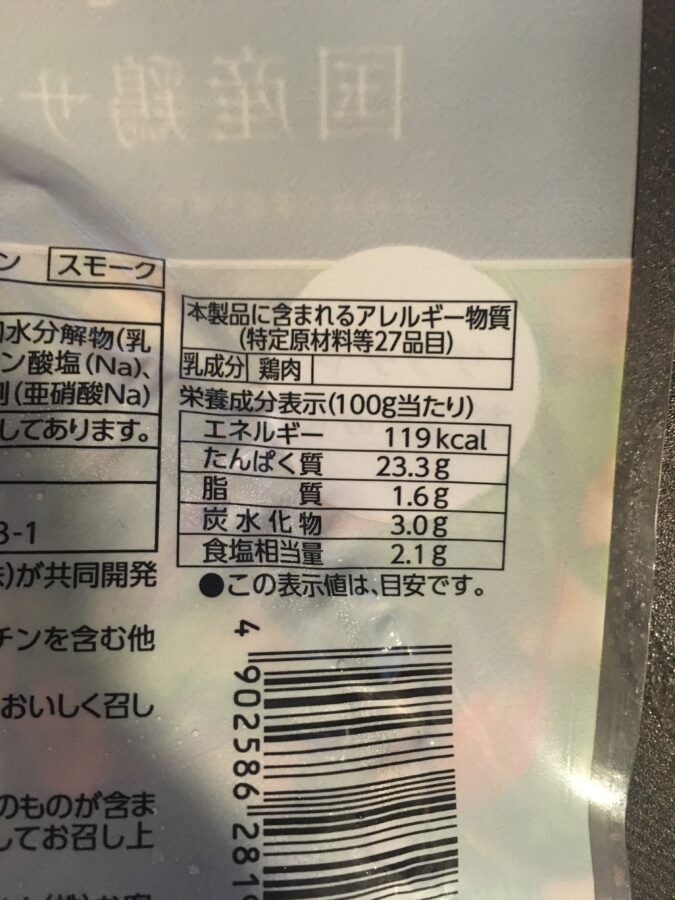 国産鶏サ
ン スモーク
水分解物(乳
ン酸塩(Na)、
剤(亜硝酸Na)
してあります。
3-1
本製品に含まれるアレルギー物質
(特定原材料等27品目)
乳成分 鶏肉
栄養成分表示(100g当たり)
エネルギー 119kcal
たんぱく質 23.3g
脂質 1.6g
炭水化物 3.0g
食塩相当量 2.1g
●この表示値は、目安です。
)が共同開発
チンを含む他
おいしく召し
のものが含ま
してお召し上
4 902586 281